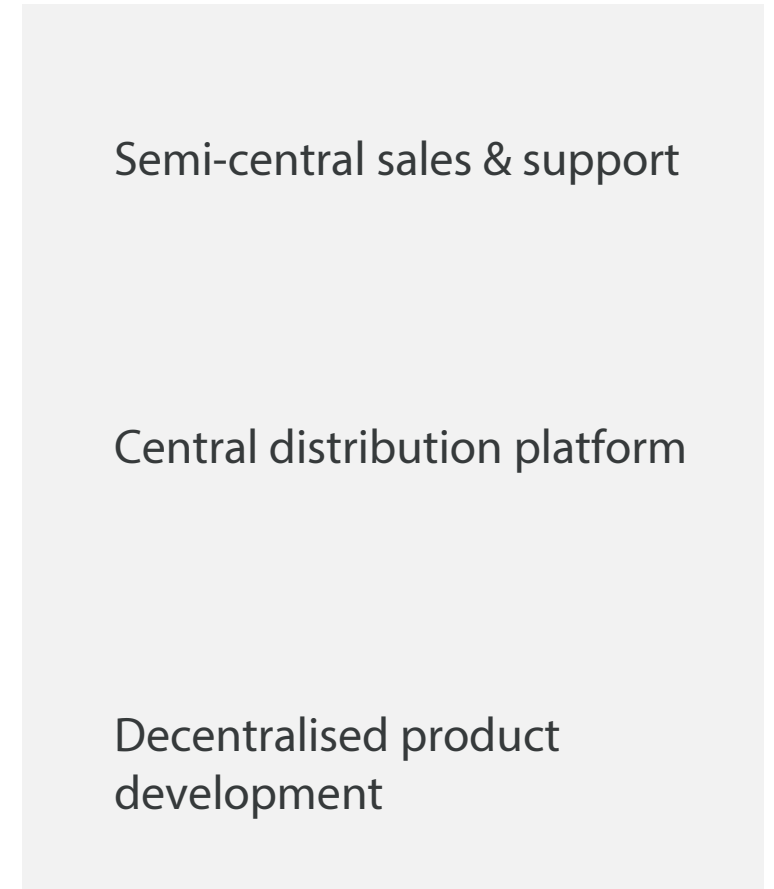 Semi-central sales & support
Central distribution platform
Decentralised product
development